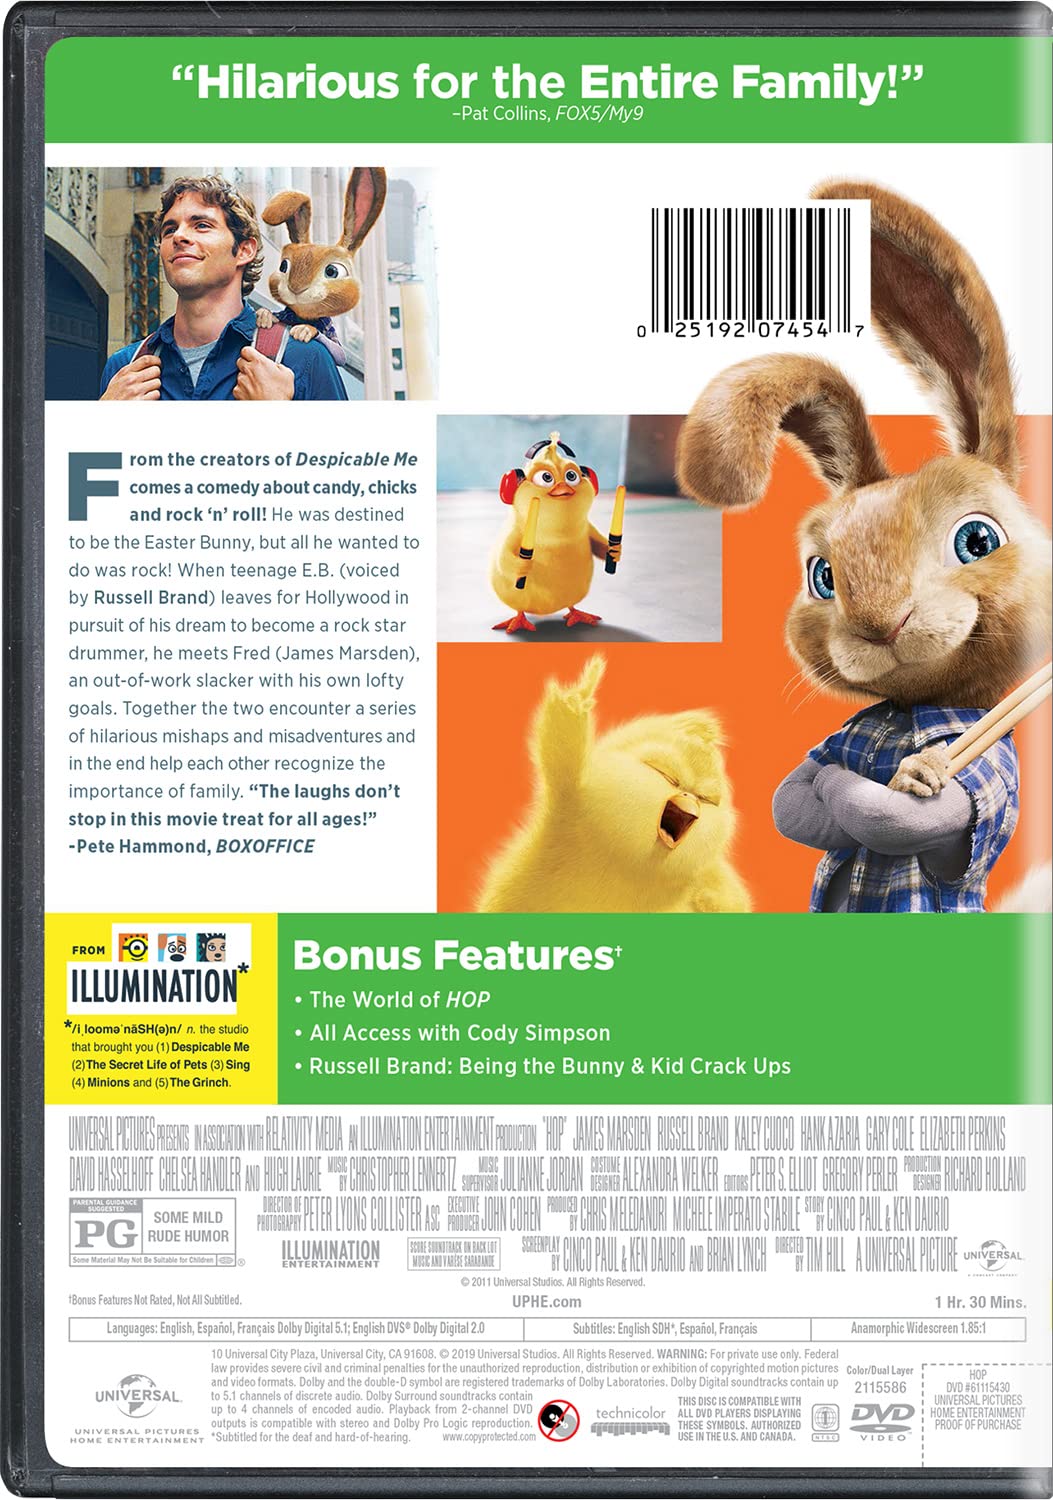 “Hilarious for the Entire Family!”
–Pat Collins, FOX5/My9
0 25192 07454 7
From the creators of Despicable Me
comes a comedy about candy, chicks
and rock ‘n’ roll! He was destined
to be the Easter Bunny, but all he wanted to
do was rock! When teenage E.B. (voiced
by Russell Brand) leaves for Hollywood in
pursuit of his dream to become a rock star
drummer, he meets Fred (James Marsden),
an out-of-work slacker with his own lofty
goals. Together the two encounter a series
of hilarious mishaps and misadventures and
in the end help each other recognize the
importance of family. “The laughs don’t
stop in this movie treat for all ages!”
-Pete Hammond, BOXOFFICE
FROM
ILLUMINATION*
*/i,loomə'nāSH(ə)n/ n. the studio
that brought you (1) Despicable Me
(2) The Secret Life of Pets (3) Sing
(4) Minions and (5) The Grinch.
Bonus Features†
• The World of HOP
• All Access with Cody Simpson
• Russell Brand: Being the Bunny & Kid Crack Ups
UNIVERSAL PICTURES PRESENTS IN ASSOCIATION WITH RELATIVITY MEDIA AN ILLUMINATION ENTERTAINMENT PRODUCTION 'HOP' JAMES MARSDEN RUSSELL BRAND KALEY CUOCO HANK AZARIA GARY COLE ELIZABETH PERKINS
DAVID HASSELHOFF CHELSEA HANDLER AND HUGH LAURIE MUSIC BY CHRISTOPHER LENNERTZ MUSIC SUPERVISOR JULIANNE JORDAN COSTUME DESIGNER ALEXANDRA WELKER EDITORS PETER S. ELLIOT GREGORY PERLER PRODUCTION DESIGNER RICHARD HOLLAND
DIRECTOR OF PHOTOGRAPHY PETER LYONS COLLISTER ASC EXECUTIVE PRODUCER JOHN COHEN PRODUCED BY CHRIS MELEDANDRI MICHELE IMPERATO STABILE STORY BY CINCO PAUL & KEN DAURIO
SCREENPLAY BY CINCO PAUL & KEN DAURIO AND BRIAN LYNCH DIRECTED BY TIM HILL A UNIVERSAL PICTURE
PARENTAL GUIDANCE SUGGESTED
PG
SOME MILD
RUDE HUMOR
Some Material May Not Be Suitable for Children
®
ILLUMINATION
ENTERTAINMENT
SCORE SOUNDTRACK ON BACK LOT
MUSIC AND VARÈSE SARABANDE
UNIVERSAL
A COMCAST COMPANY
© 2011 Universal Studios. All Rights Reserved.
†Bonus Features Not Rated, Not All Subtitled.
UPHE.com
1 Hr. 30 Mins.
Languages: English, Español, Français Dolby Digital 5.1; English DVS® Dolby Digital 2.0
Subtitles: English SDH*, Español, Français
Anamorphic Widescreen 1.85:1
UNIVERSAL
UNIVERSAL PICTURES
HOME ENTERTAINMENT
10 Universal City Plaza, Universal City, CA 91608. © 2019 Universal Studios. All Rights Reserved. WARNING: For private use only. Federal
law provides severe civil and criminal penalties for the unauthorized reproduction, distribution or exhibition of copyrighted motion pictures
and video formats. Dolby and the double-D symbol are registered trademarks of Dolby Laboratories. Dolby Digital soundtracks contain up
to 5.1 channels of discrete audio. Dolby Surround soundtracks contain
up to 4 channels of encoded audio. Playback from 2-channel DVD
outputs is compatible with stereo and Dolby Pro Logic reproduction.
*Subtitled for the deaf and hard-of-hearing.
www.copyprotected.com
technicolor
THIS DISC IS COMPATIBLE WITH
ALL DVD PLAYERS DISPLAYING
THESE SYMBOLS. AUTHORIZED
USE IN THE U.S. AND CANADA.
1
NTSC
Color/Dual Layer
2115586
DVD
VIDEO
HOP
DVD #61115430
UNIVERSAL PICTURES
HOME ENTERTAINMENT
PROOF OF PURCHASE